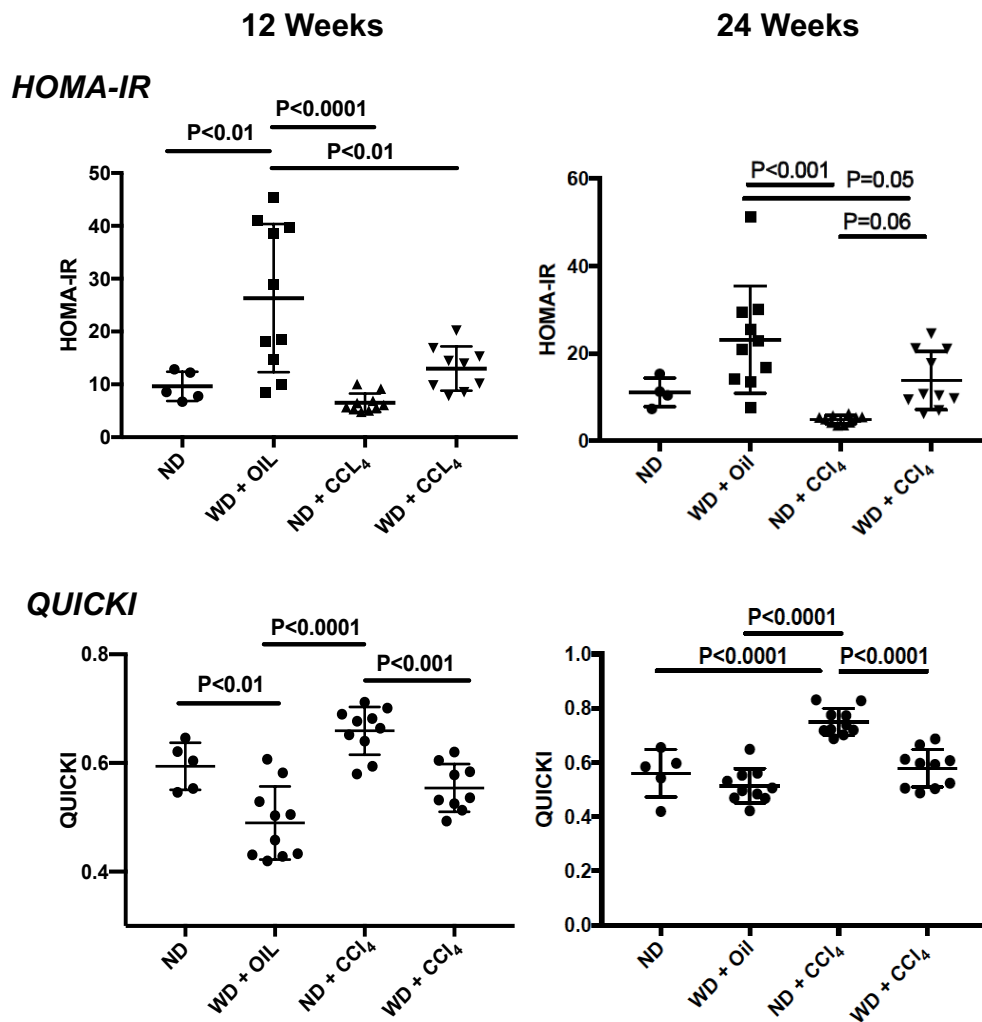 12 Weeks
24 Weeks
HOMA-IR
P<0.0001
P<0.01
P<0.01
HOMA-IR
50
40
30
20
10
0
ND
WD + OIL
ND + CCL4
WD + CCL4
P<0.001
P=0.05
P=0.06
HOMA-IR
60
40
20
0
ND
WD + Oil
ND + CCl4
WD + CCl4
QUICKI
P<0.0001
P<0.001
P<0.01
QUICKI
0.8
0.6
0.4
ND
WD + OIL
ND + CCl4
WD + CCl4
P<0.0001
P<0.0001
P<0.0001
QUICKI
1.0
0.8
0.6
0.4
0.2
0.0
ND
WD + Oil
ND + CCl4
WD + CCl4